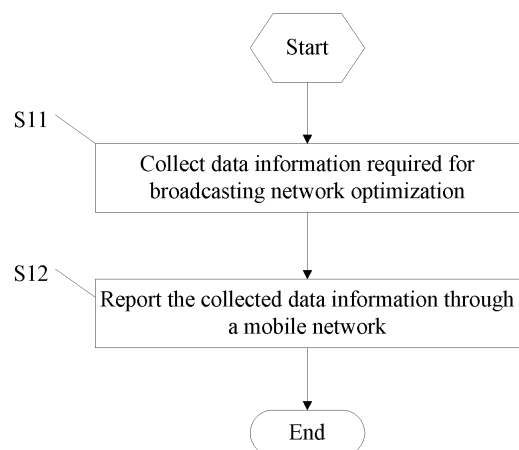 Start
S11
Collect data information required for
broadcasting network optimization
S12
Report the collected data information through
a mobile network
End